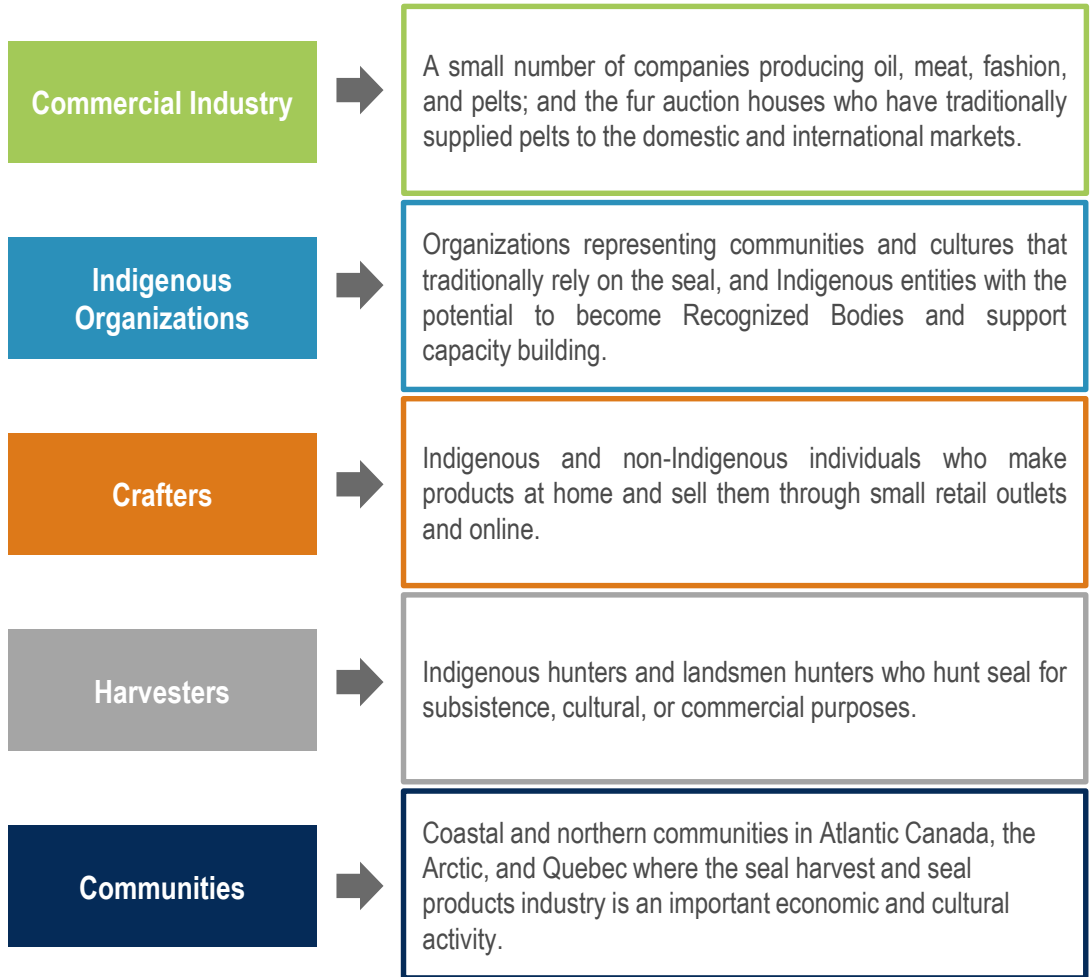 Commercial Industry
A small number of companies producing oil, meat, fashion,
and pelts; and the fur auction houses who have traditionally
supplied pelts to the domestic and international markets.
Indigenous
Organizations
Organizations representing communities and cultures that
traditionally rely on the seal, and Indigenous entities with the
potential to become Recognized Bodies and support
capacity building.
Crafters
Indigenous and non-Indigenous individuals who make
products at home and sell them through small retail outlets
and online.
Harvesters
Indigenous hunters and landsmen hunters who hunt seal for
subsistence, cultural, or commercial purposes.
Communities
Coastal and northern communities in Atlantic Canada, the
Arctic, and Quebec where the seal harvest and seal
products industry is an important economic and cultural
activity.